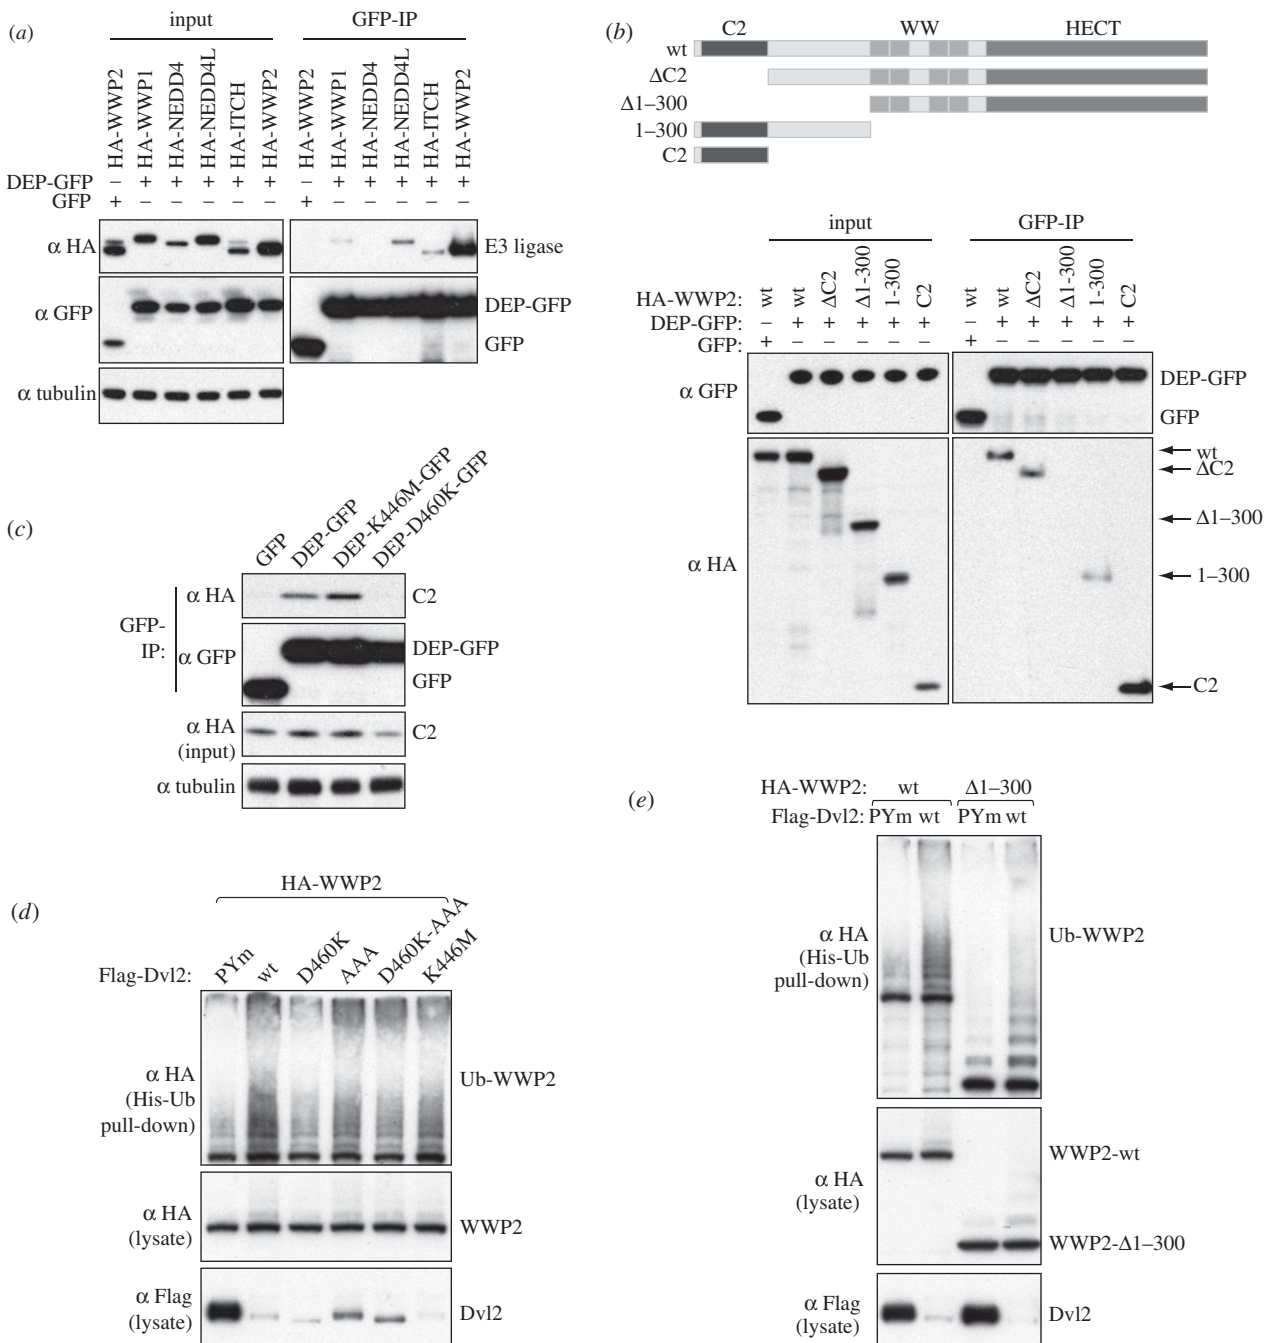 (a)
input GFP-IP
HA-WWP2 HA-WWP1 HA-NEDD4 HA-NEDD4L HA-ITCH HA-WWP2 HA-WWP2 HA-WWP1 HA-NEDD4 HA-NEDD4L HA-ITCH HA-WWP2
DEP-GFP – + + + + + – + + + + +
GFP + – – – – – + – – – – –
α HA E3 ligase
α GFP DEP-GFP
GFP
α tubulin
(b)
C2 WW HECT
wt
ΔC2
Δ1–300
1–300
C2
input GFP-IP
HA-WWP2: wt wt ΔC2 Δ1–300 1–300 C2 wt wt ΔC2 Δ1–300 1–300 C2
DEP-GFP: – + + + + + – + + + + +
GFP: + – – – – – + – – – – –
α GFP DEP-GFP
GFP
wt
ΔC2
Δ1–300
α HA 1–300
C2
(c)
GFP DEP-GFP DEP-K446M-GFP DEP-D460K-GFP
GFP-
IP:
α HA C2
α GFP DEP-GFP
GFP
α HA C2
(input)
α tubulin
(d)
HA-WWP2
Flag-Dvl2: PYm wt D460K AAA D460K-AAA K446M
α HA Ub-WWP2
(His-Ub
pull-down)
α HA WWP2
(lysate)
α Flag Dvl2
(lysate)
(e)
HA-WWP2: wt Δ1–300
Flag-Dvl2: PYm wt PYm wt
α HA Ub-WWP2
(His-Ub
pull-down)
WWP2-wt
α HA
(lysate)
WWP2-Δ1–300
α Flag Dvl2
(lysate)